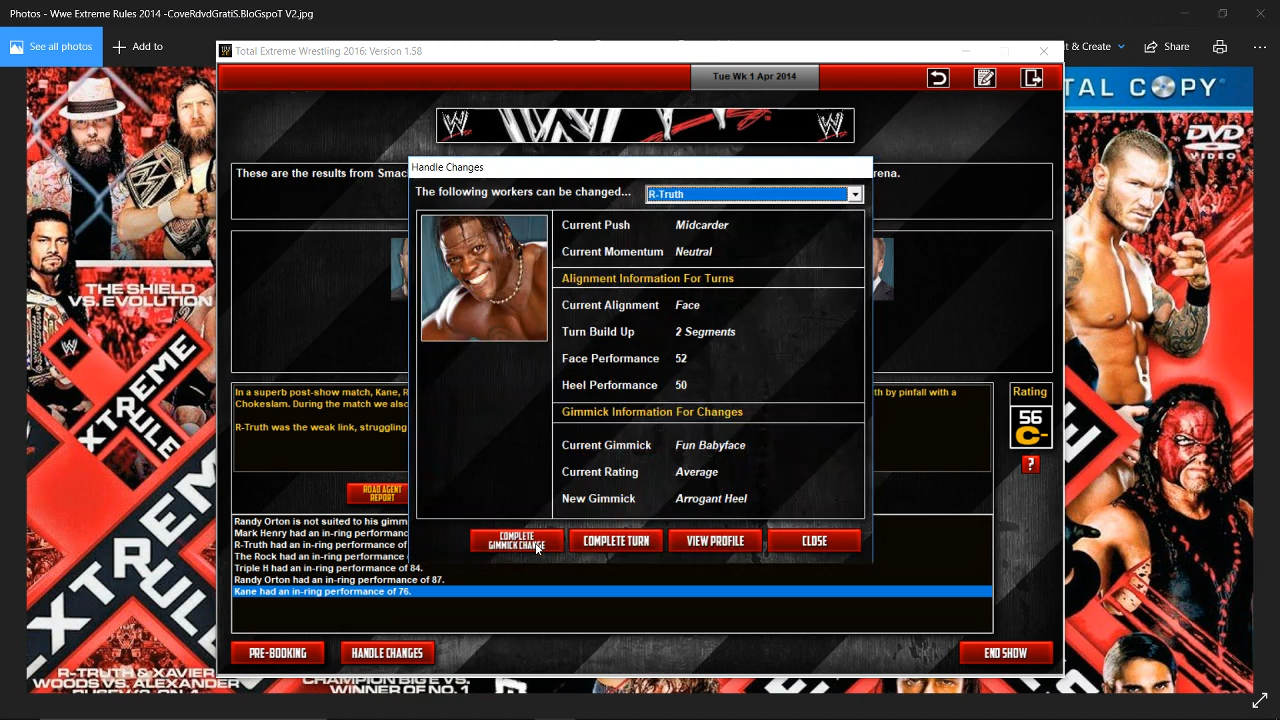 Photos - Wwe Extreme Rules 2014 -CoveRdvdGratiS.BloGspoT V2.jpg
See all photos
Add to
t & Create
Share
Total Extreme Wrestling 2016: Version 1.58
Tue Wk 1 Apr 2014
TAL COPY
DVD
VIDEO
These are the results from Smac
rena.
Handle Changes
The following workers can be changed...
R-Truth
Current Push Midcarder
Current Momentum Neutral
Alignment Information For Turns
Current Alignment Face
Turn Build Up 2 Segments
Face Performance 52
Heel Performance 50
Gimmick Information For Changes
Current Gimmick Fun Babyface
Current Rating Average
New Gimmick Arrogant Heel
COMPLETE
GIMMICK CHANGE
COMPLETE TURN
VIEW PROFILE
CLOSE
THE SHIELD
VS. EVOLUTION
EXTREME
RULE
In a superb post-show match, Kane, R
th by pinfall with a
Chokeslam. During the match we also
R-Truth was the weak link, struggling
Rating
56
C-
?
ROAD AGENT
REPORT
Randy Orton is not suited to his gimm
Mark Henry had an in-ring performanc
R-Truth had an in-ring performance of
The Rock had an in-ring performance
Triple H had an in-ring performance of 84.
Randy Orton had an in-ring performance of 87.
Kane had an in-ring performance of 76.
PRE-BOOKING
HANDLE CHANGES
END SHOW
R-TRUTH & XAVIER
WOODS VS. ALEXANDER
CHAMPION BIG E VS.
WINNER OF NO. 1